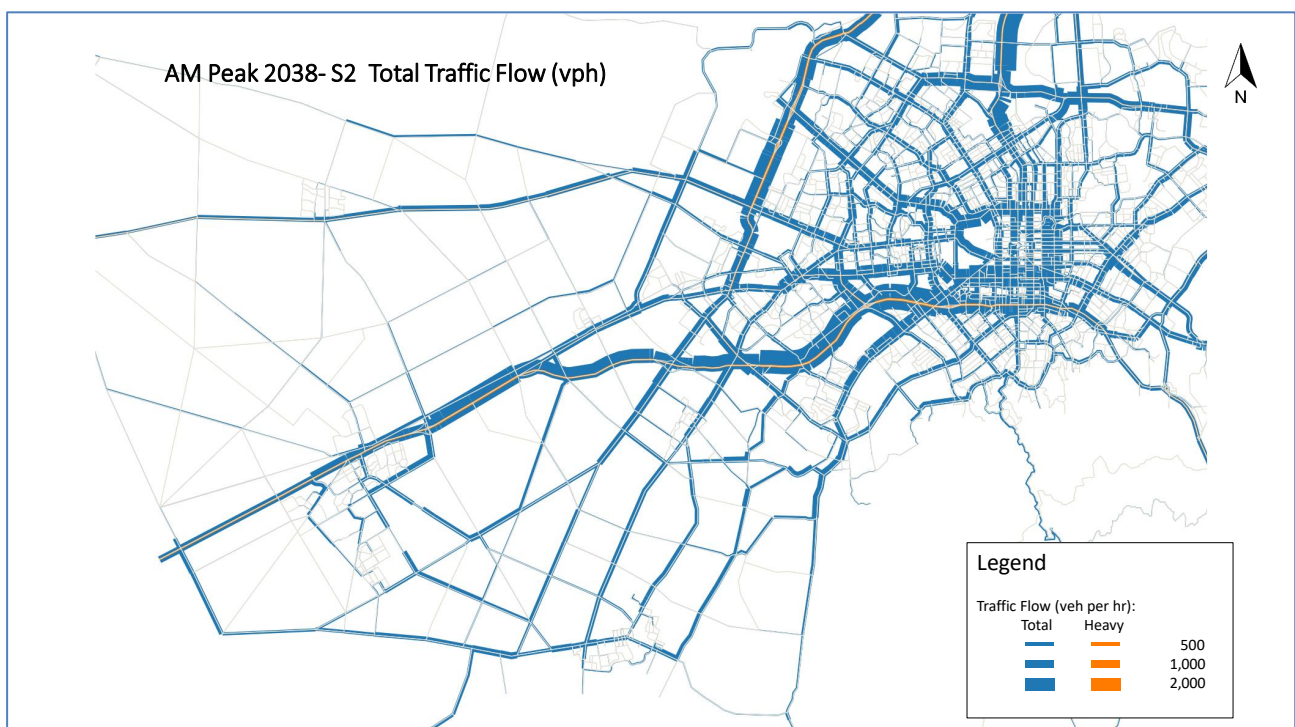 AM Peak 2038- S2 Total Traffic Flow (vph)
N
Legend
Traffic Flow (veh per hr):
Total Heavy
500
1,000
2,000